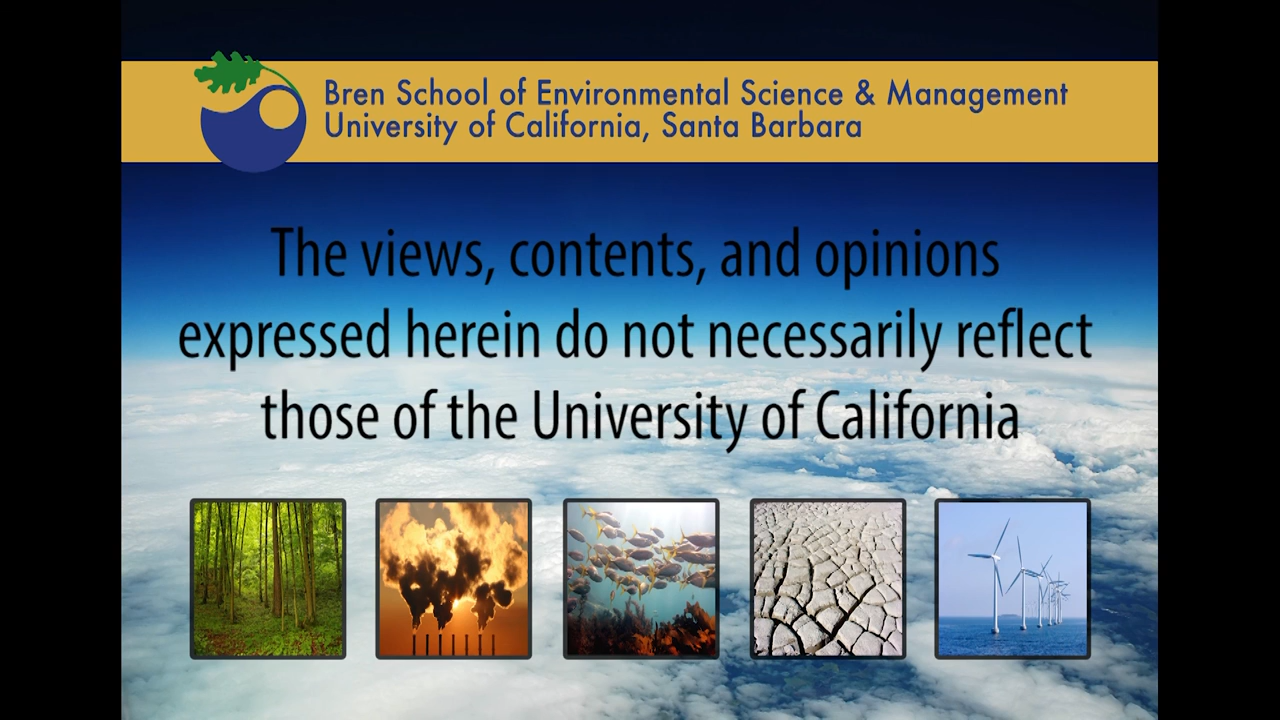 Bren School of Environmental Science & Management
University of California, Santa Barbara
The views, contents, and opinions
expressed herein do not necessarily reflect
those of the University of California